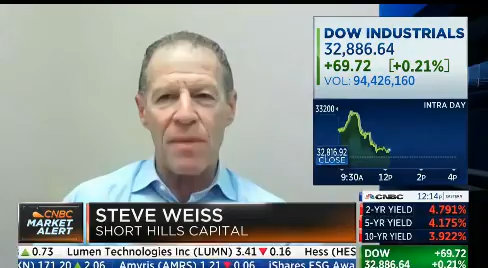 DOW INDUSTRIALS
32,886.64
+69.72 [+0.21%]
VOL: 94,426,160
INTRA DAY
33200
32,816.92
CLOSE
9:30A 12P 2P 4P
CNBC 12:14P EASTERN
2-YR YIELD 4.791%
5-YR YIELD 4.175%
10-YR YIELD 3.922%
DOW +69.72
32,886.64 +0.21%
CNBC
MARKET
ALERT
STEVE WEISS
SHORT HILLS CAPITAL
▲0.73 Lumen Technologies Inc (LUMN) 3.41▼0.16 Hess (HES
N) 171.20▲2.06 Amyris (AMRS) 1.21▼0.16 iShares ESG Awa